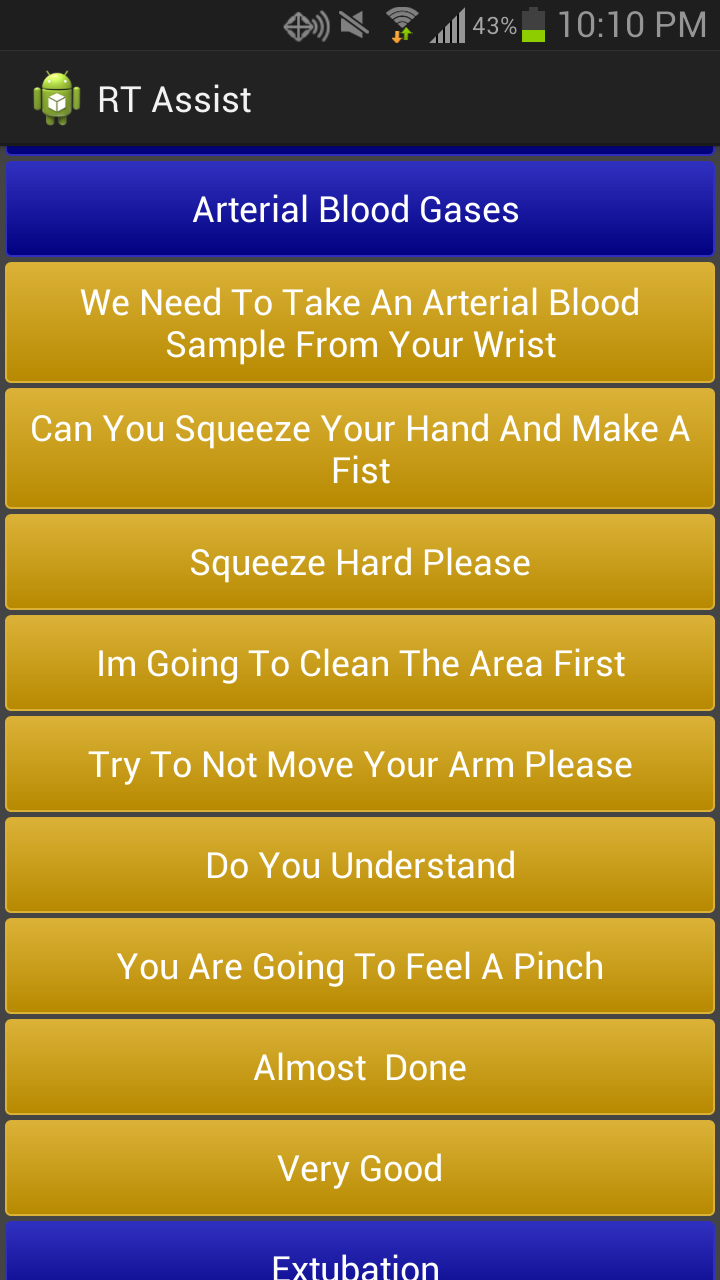 43%
10:10 PM
RT Assist
Arterial Blood Gases
We Need To Take An Arterial Blood
Sample From Your Wrist
Can You Squeeze Your Hand And Make A
Fist
Squeeze Hard Please
Im Going To Clean The Area First
Try To Not Move Your Arm Please
Do You Understand
You Are Going To Feel A Pinch
Almost  Done
Very Good
Extubation